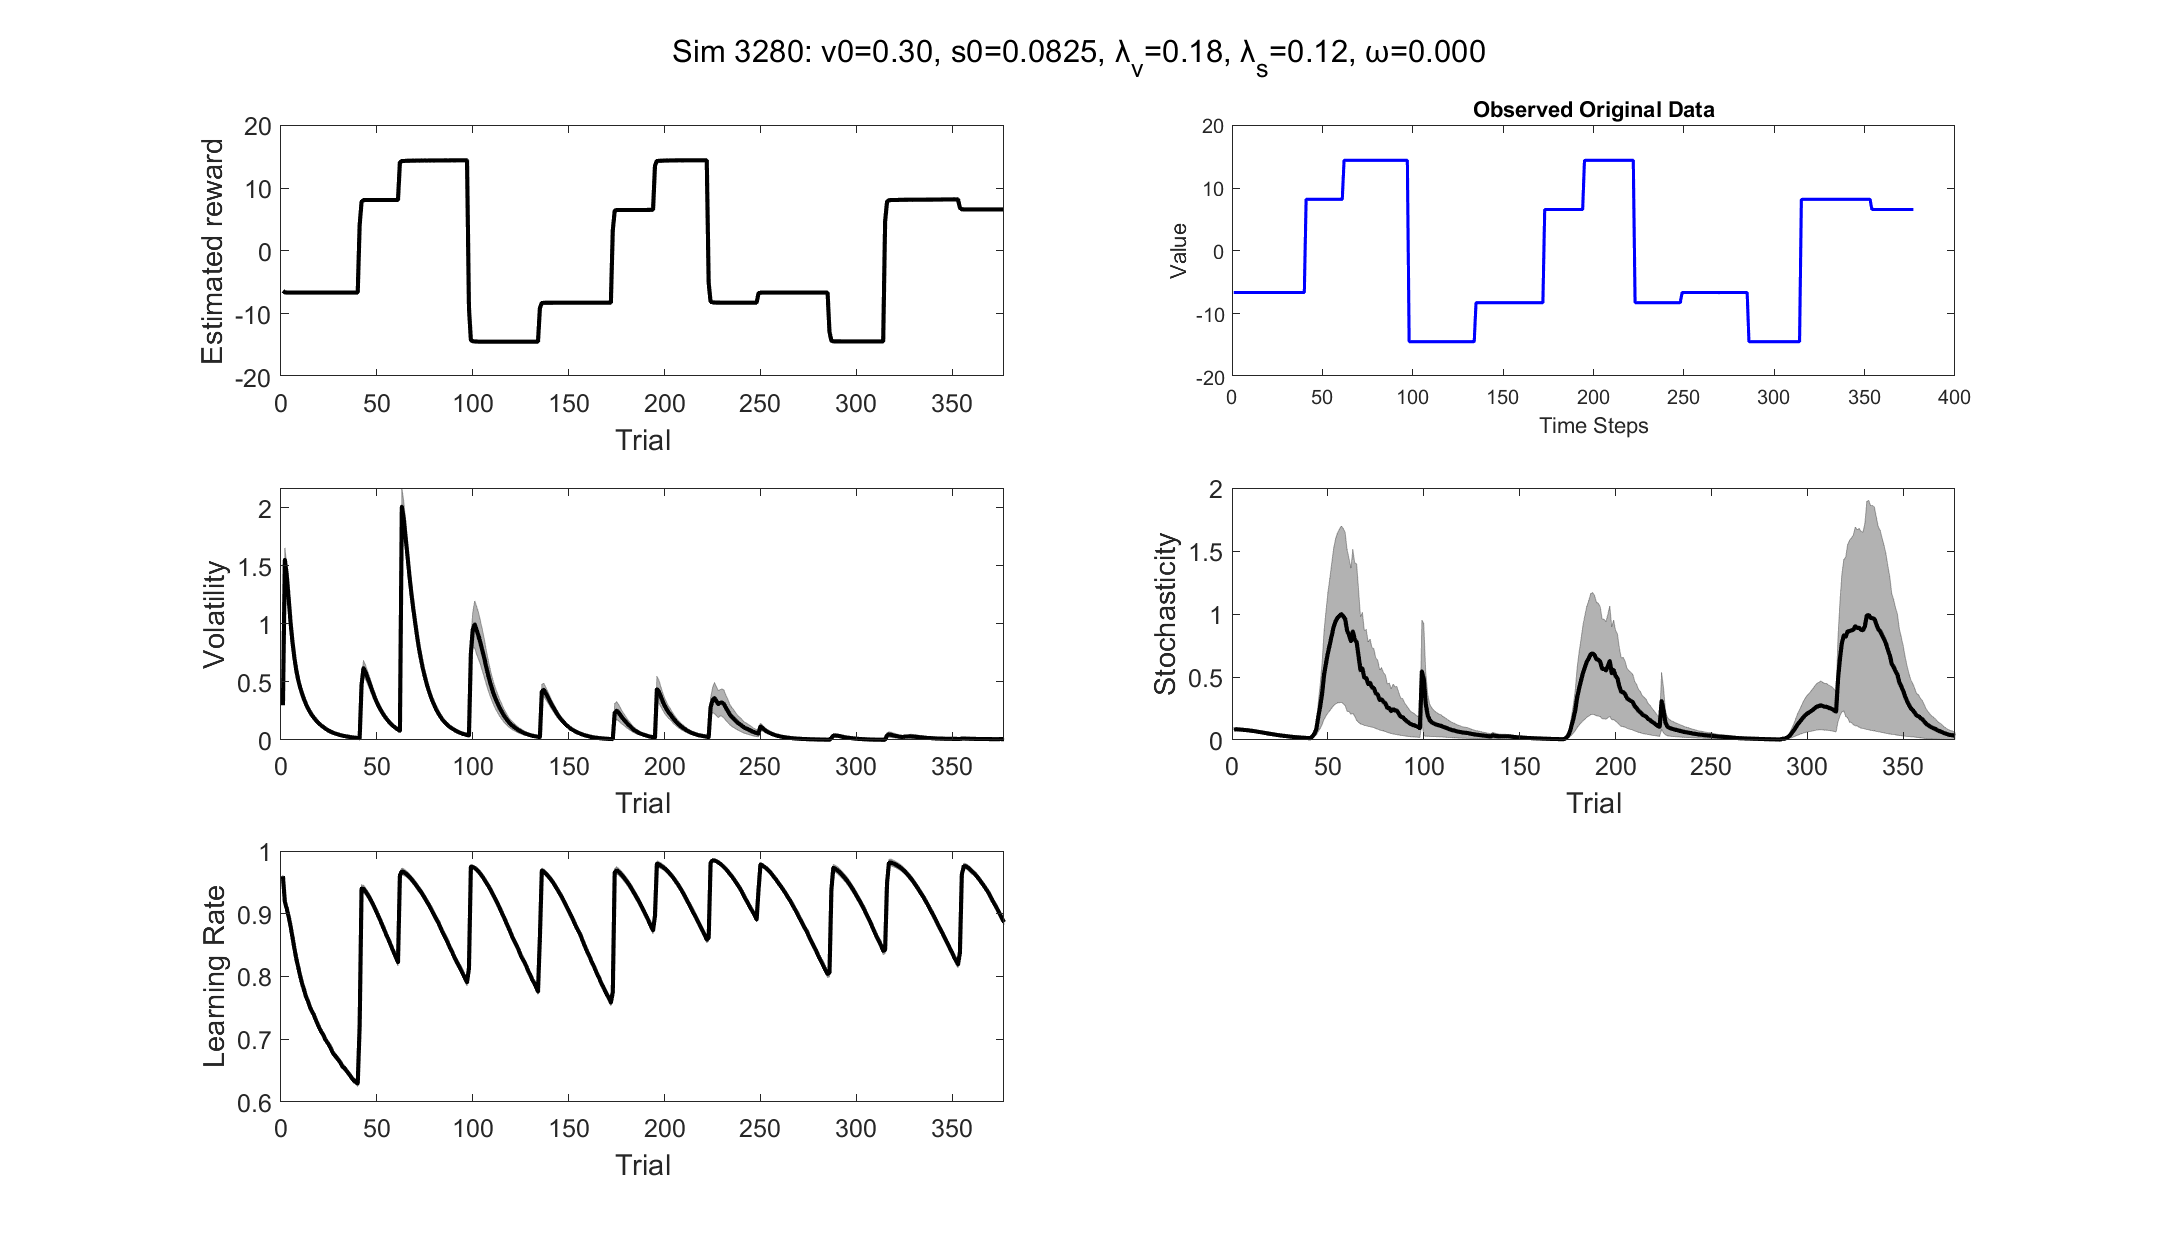 Sim 3280: v0=0.30, s0=0.0825, λv=0.18, λs=0.12, ω=0.000
Estimated reward
20
10
0
-10
-20
0 50 100 150 200 250 300 350
Trial
Observed Original Data
Value
20
10
0
-10
-20
0 50 100 150 200 250 300 350 400
Time Steps
Volatility
2
1.5
1
0.5
0
0 50 100 150 200 250 300 350
Trial
Stochasticity
2
1.5
1
0.5
0
0 50 100 150 200 250 300 350
Trial
Learning Rate
1
0.9
0.8
0.7
0.6
0 50 100 150 200 250 300 350
Trial